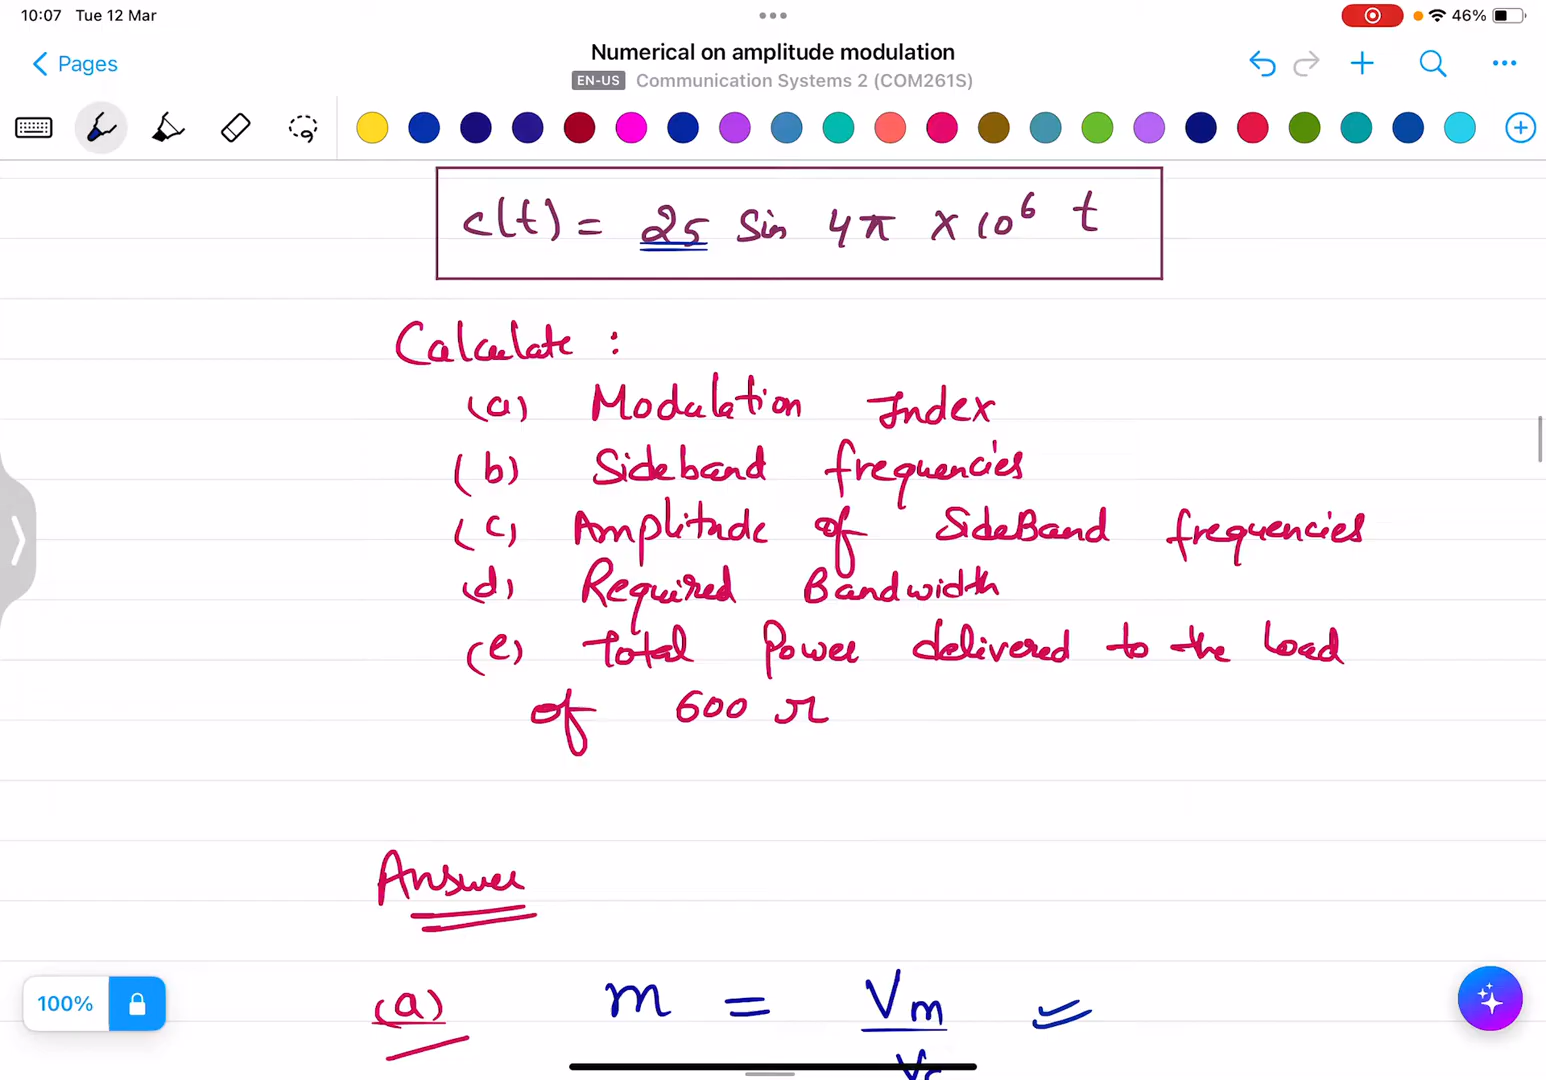 10:07 Tue 12 Mar
46%
Pages
Numerical on amplitude modulation
EN-US Communication Systems 2 (COM261S)
c(t) = 25 Sin 4π × 10⁶ t
Calculate :
(a) Modulation Index
(b) Sideband frequencies
(c) Amplitude of SideBand frequencies
(d) Required Bandwidth
(e) Total Power delivered to the Load
of 600 Ω
Answer
100%
(a) m = Vm
Vc